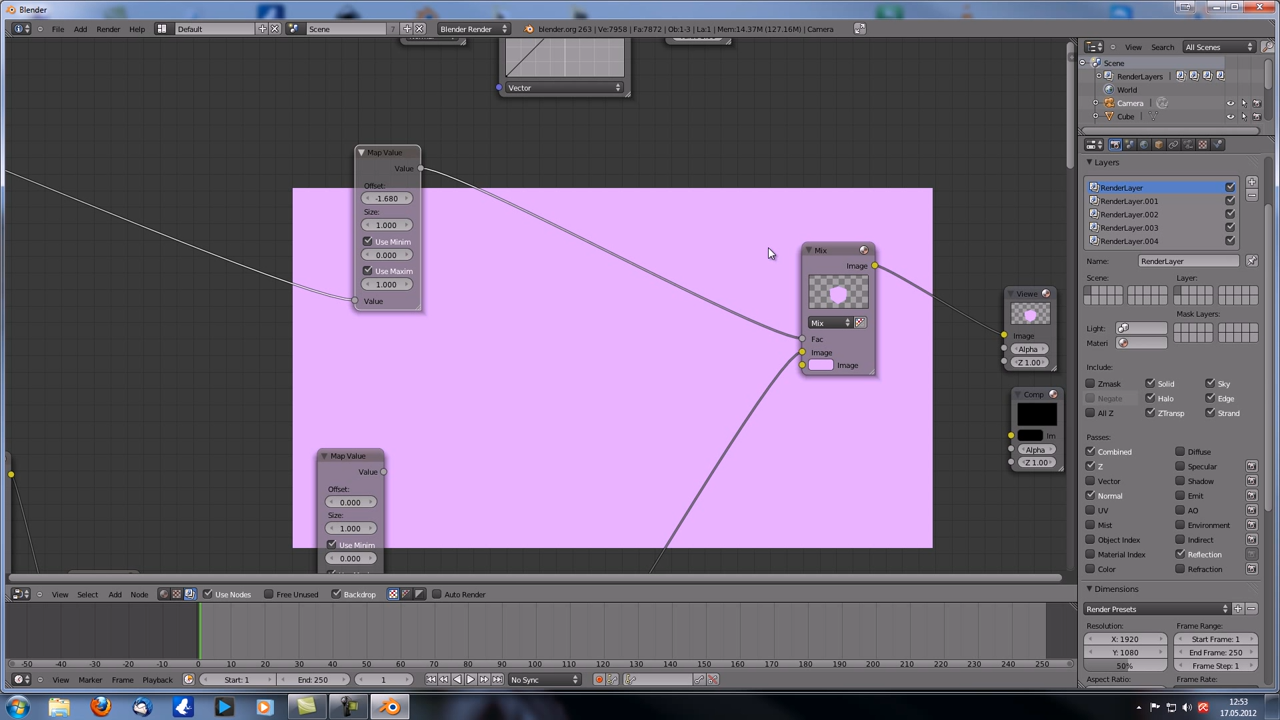 Blender
File Add Render Help Default Scene 7 Blender Render blender.org 263 | Ve:7958 | Fa:7872 | Ob:1-3 | La:1 | Mem:14.37M (127.16M) | Camera
View Search All Scenes
Scene
RenderLayers
World
Camera
Cube
Vector
Map Value
Value
Offset:
-1.680
Size:
1.000
Use Minim
0.000
Use Maxim
1.000
Value
Mix
Image
Mix
Fac
Image
Image
Viewe
Image
Alpha
Z 1.00
Comp
Im
Alpha
Z 1.00
Map Value
Value
Offset:
0.000
Size:
1.000
Use Minim
0.000
Layers
RenderLayer
RenderLayer.001
RenderLayer.002
RenderLayer.003
RenderLayer.004
Name: RenderLayer
Scene: Layer:
Mask Layers:
Light:
Materi
Include:
Zmask Solid Sky
Negate Halo Edge
All Z ZTransp Strand
Passes:
Combined Diffuse
Z Specular
Vector Shadow
Normal Emit
UV AO
Mist Environment
Object Index Indirect
Material Index Reflection
Color Refraction
Dimensions
Render Presets
Resolution: Frame Range:
X: 1920 Start Frame: 1
Y: 1080 End Frame: 250
50% Frame Step: 1
Aspect Ratio: Frame Rate:
View Select Add Node Use Nodes Free Unused Backdrop Auto Render
-50 -40 -30 -20 -10 0 10 20 30 40 50 60 70 80 90 100 110 120 130 140 150 160 170 180 190 200 210 220 230 240 250
View Marker Frame Playback Start: 1 End: 250 1 No Sync
12:53
17.05.2012